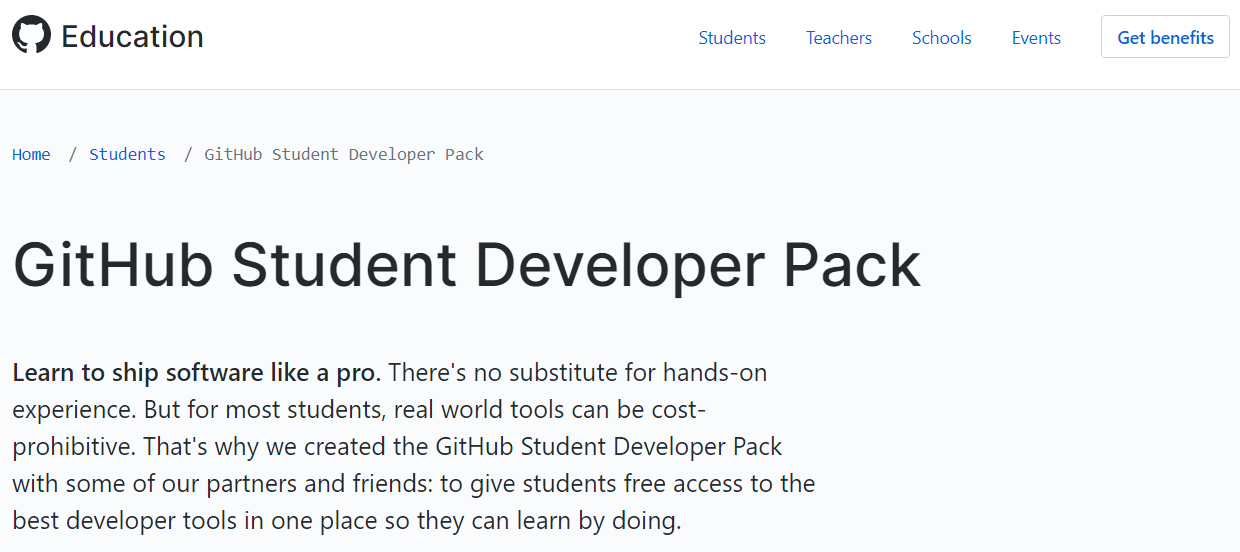 Education
Students Teachers Schools Events Get benefits
Home / Students / GitHub Student Developer Pack
GitHub Student Developer Pack
Learn to ship software like a pro. There's no substitute for hands-on
experience. But for most students, real world tools can be cost-
prohibitive. That's why we created the GitHub Student Developer Pack
with some of our partners and friends: to give students free access to the
best developer tools in one place so they can learn by doing.